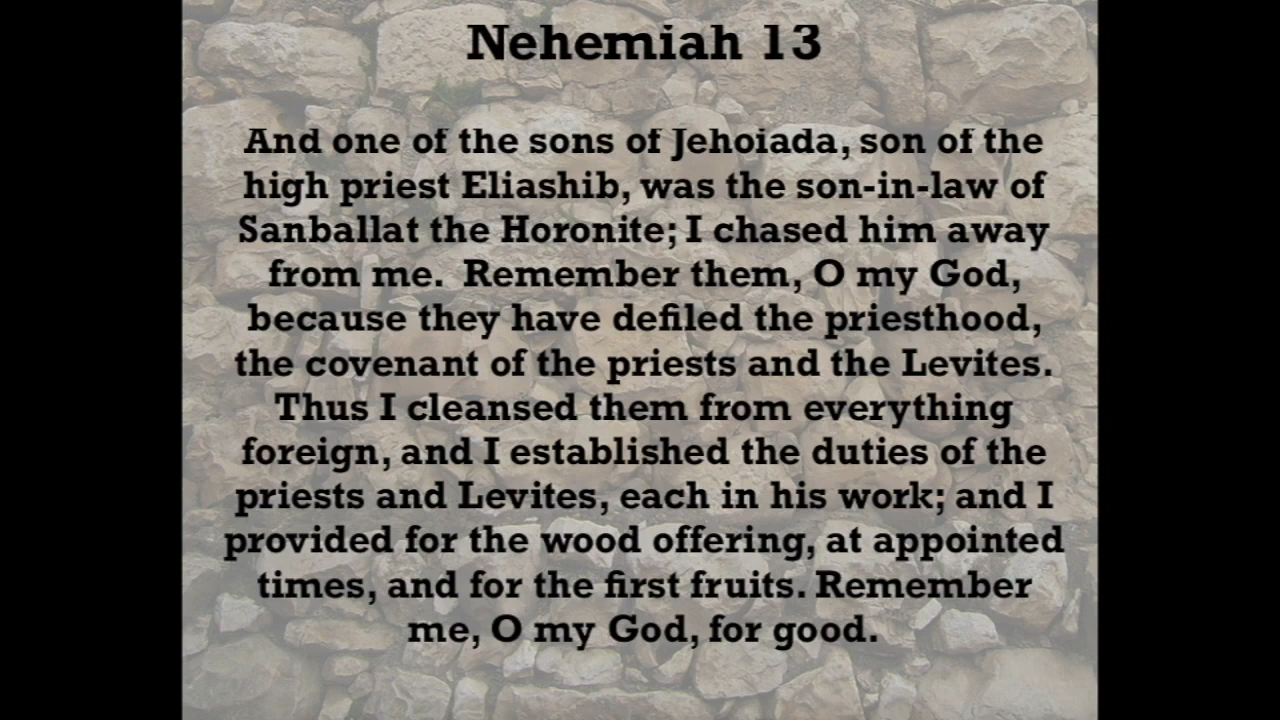 Nehemiah 13
And one of the sons of Jehoiada, son of the
high priest Eliashib, was the son-in-law of
Sanballat the Horonite; I chased him away
from me.  Remember them, O my God,
because they have defiled the priesthood,
the covenant of the priests and the Levites.
Thus I cleansed them from everything
foreign, and I established the duties of the
priests and Levites, each in his work; and I
provided for the wood offering, at appointed
times, and for the first fruits. Remember
me, O my God, for good.